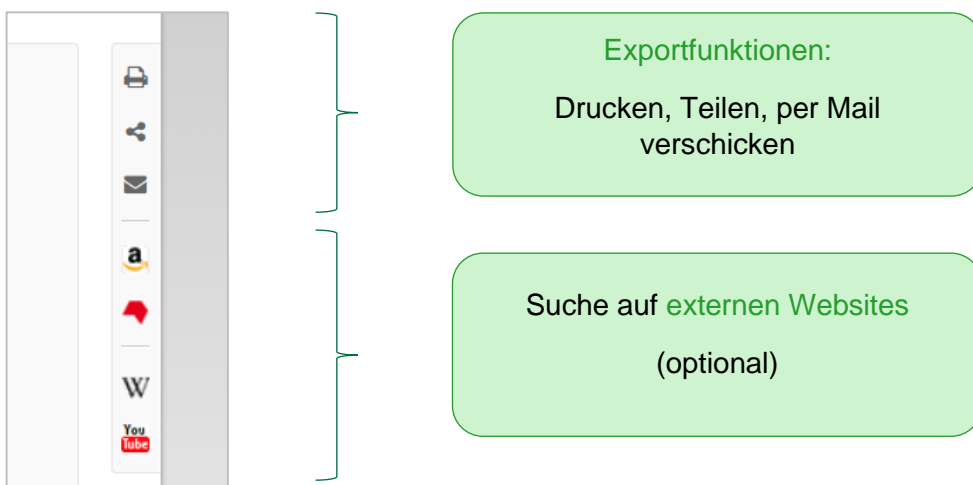 Exportfunktionen:
Drucken, Teilen, per Mail
verschicken
a
Suche auf externen Websites
(optional)
W
You
Tube